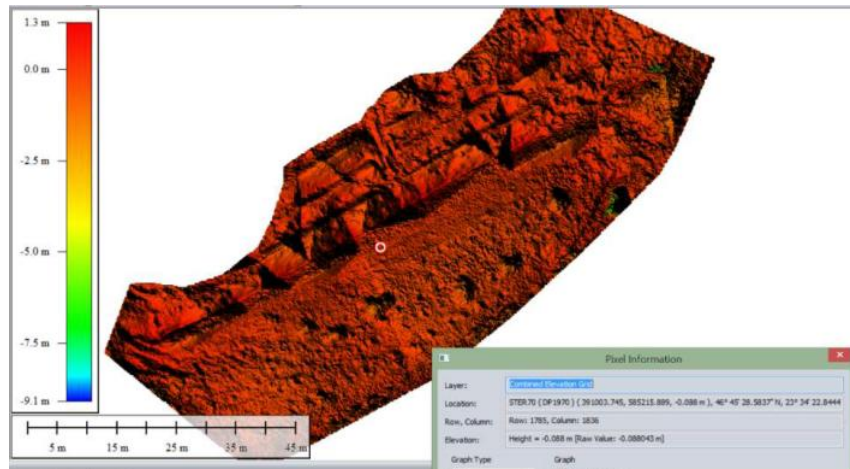 1.3 m
0.0 m
-2.5 m
-5.0 m
-7.5 m
-9.1 m
5 m 15 m 25 m 35 m 45 m
Pixel Information
Layer: Combined Elevation Grid
Location: STER70 ( DP1970 ) ( 391003.745, 585215.889, -0.088 m ), 46° 45' 28.5837" N, 23° 34' 22.8444
Row, Column: Row: 1785, Column: 1836
Elevation: Height = -0.088 m [Raw Value: -0.088043 m]
Graph Type Graph